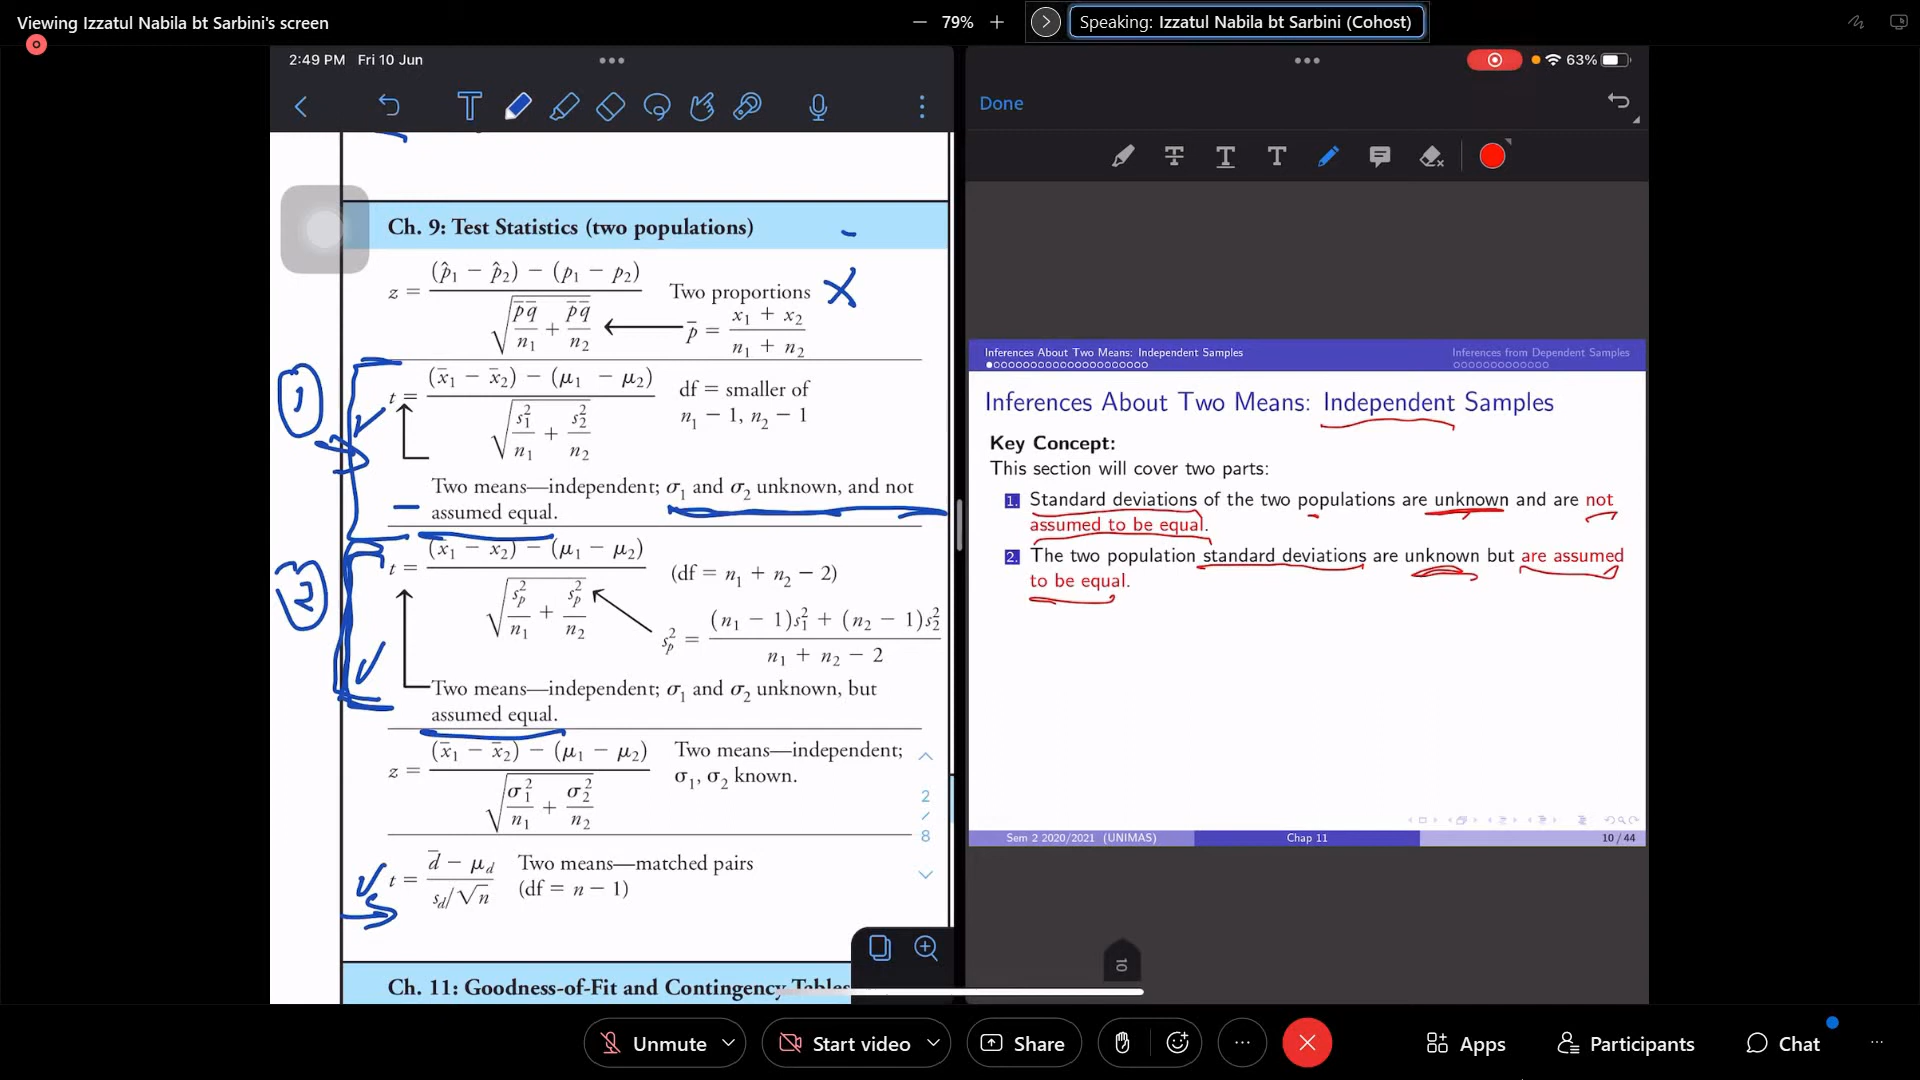 Viewing Izzatul Nabila bt Sarbini's screen
79%
Speaking: Izzatul Nabila bt Sarbini (Cohost)
2:49 PM Fri 10 Jun
Ch. 9: Test Statistics (two populations)
z = ((p̂₁ − p̂₂) − (p₁ − p₂)) / √(p̄q̄/n₁ + p̄q̄/n₂)
Two proportions X
p̄ = (x₁ + x₂) / (n₁ + n₂)
1
t = ((x̄₁ − x̄₂) − (μ₁ − μ₂)) / √(s₁²/n₁ + s₂²/n₂)
df = smaller of
n₁ − 1, n₂ − 1
Two means—independent; σ₁ and σ₂ unknown, and not
assumed equal.
2
t = ((x̄₁ − x̄₂) − (μ₁ − μ₂)) / √(sₚ²/n₁ + sₚ²/n₂)
(df = n₁ + n₂ − 2)
sₚ² = ((n₁ − 1)s₁² + (n₂ − 1)s₂²) / (n₁ + n₂ − 2)
Two means—independent; σ₁ and σ₂ unknown, but
assumed equal.
z = ((x̄₁ − x̄₂) − (μ₁ − μ₂)) / √(σ₁²/n₁ + σ₂²/n₂)
Two means—independent;
σ₁, σ₂ known.
2
/
8
t = (d̄ − μ_d) / (s_d/√n)
Two means—matched pairs
(df = n − 1)
Ch. 11: Goodness-of-Fit and Contingency Tables
63%
Done
T T T
Inferences About Two Means: Independent Samples
Inferences from Dependent Samples
Inferences About Two Means: Independent Samples
Key Concept:
This section will cover two parts:
1. Standard deviations of the two populations are unknown and are not
assumed to be equal.
2. The two population standard deviations are unknown but are assumed
to be equal.
Sem 2 2020/2021 (UNIMAS)
Chap 11
10 / 44
10
Unmute
Start video
Share
Apps
Participants
Chat